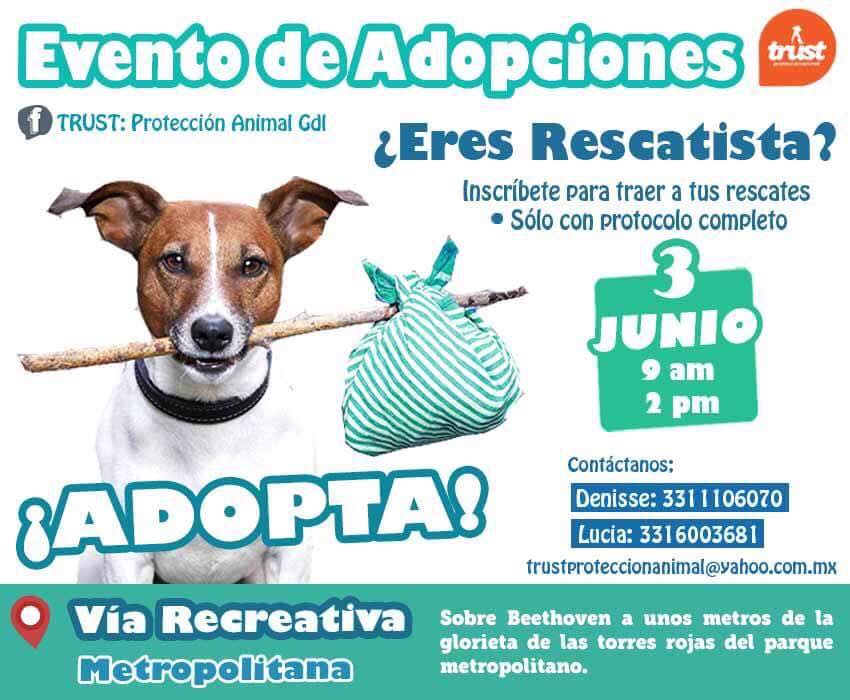 Evento de Adopciones
trust
TRUST: Protección Animal Gdl
¿Eres Rescatista?
Inscríbete para traer a tus rescates
• Sólo con protocolo completo
3
JUNIO
9 am
2 pm
¡ADOPTA!
Contáctanos:
Denisse: 3311106070
Lucia: 3316003681
trustproteccionanimal@yahoo.com.mx
Vía Recreativa
Metropolitana
Sobre Beethoven a unos metros de la
glorieta de las torres rojas del parque
metropolitano.